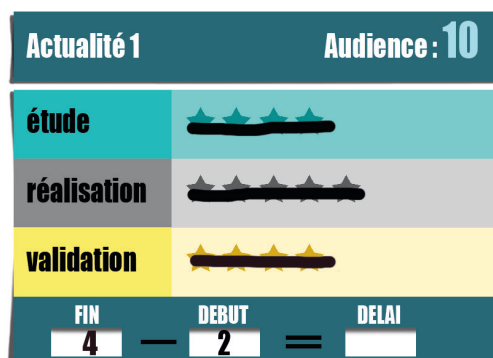 Actualité 1 Audience : 10
étude
réalisation
validation
FIN DEBUT DELAI
4 — 2 =